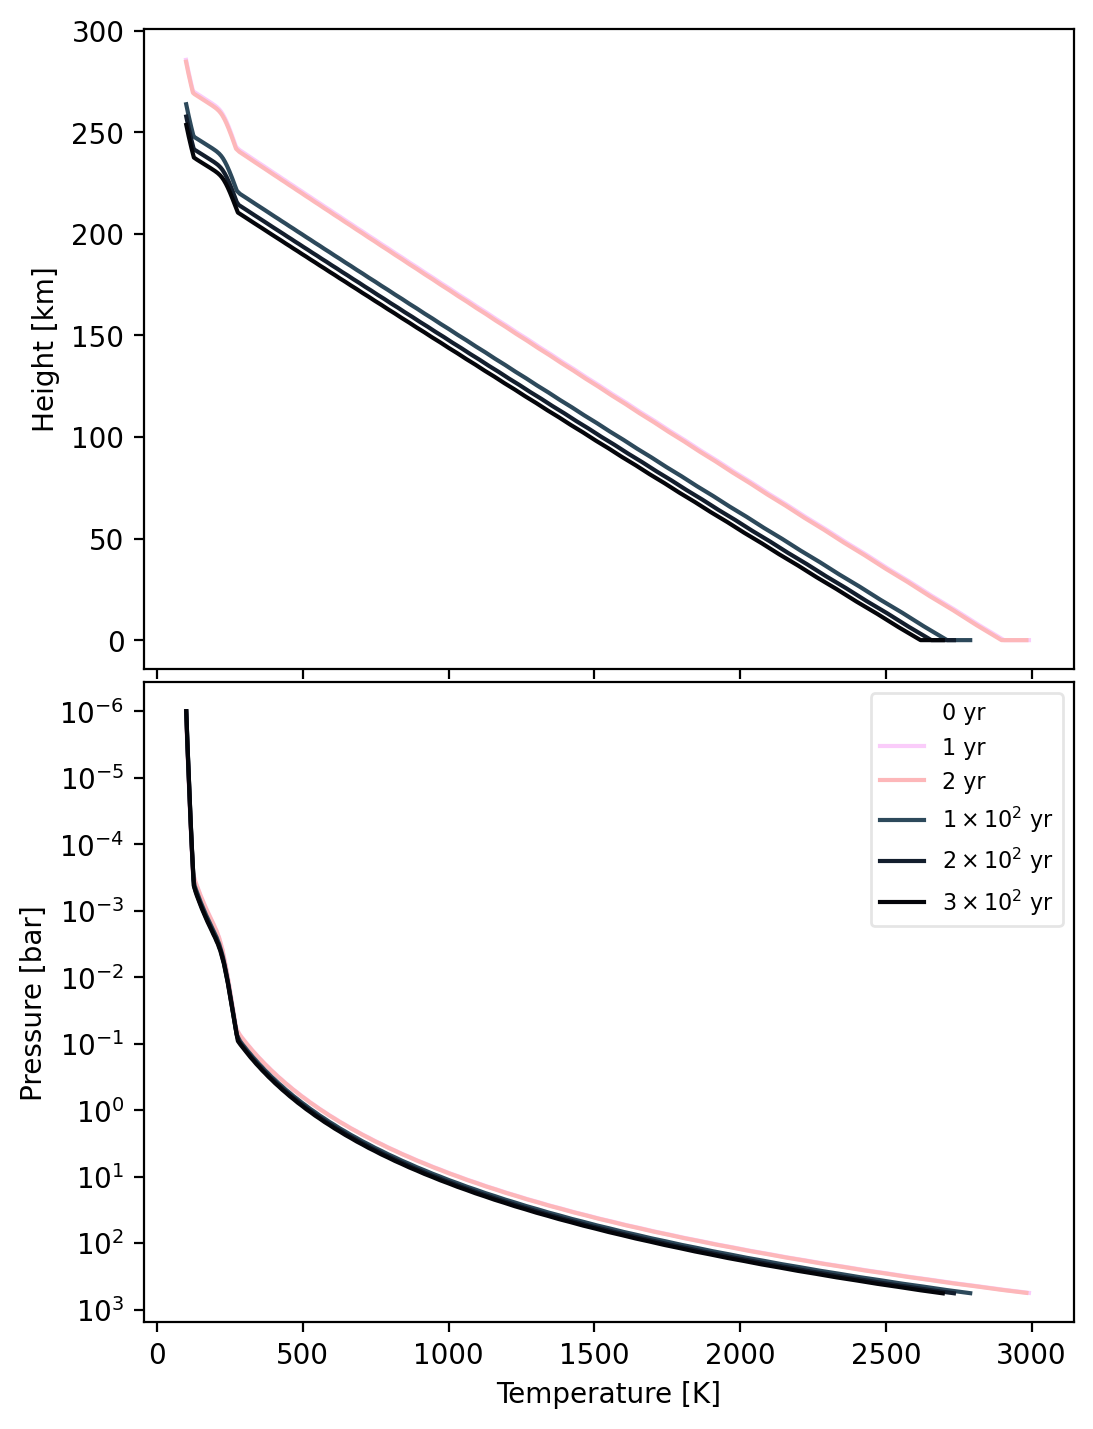 300
250
200
150
100
50
0
Height [km]
10⁻⁶
10⁻⁵
10⁻⁴
10⁻³
10⁻²
10⁻¹
10⁰
10¹
10²
10³
Pressure [bar]
0 yr
1 yr
2 yr
1 × 10² yr
2 × 10² yr
3 × 10² yr
0 500 1000 1500 2000 2500 3000
Temperature [K]